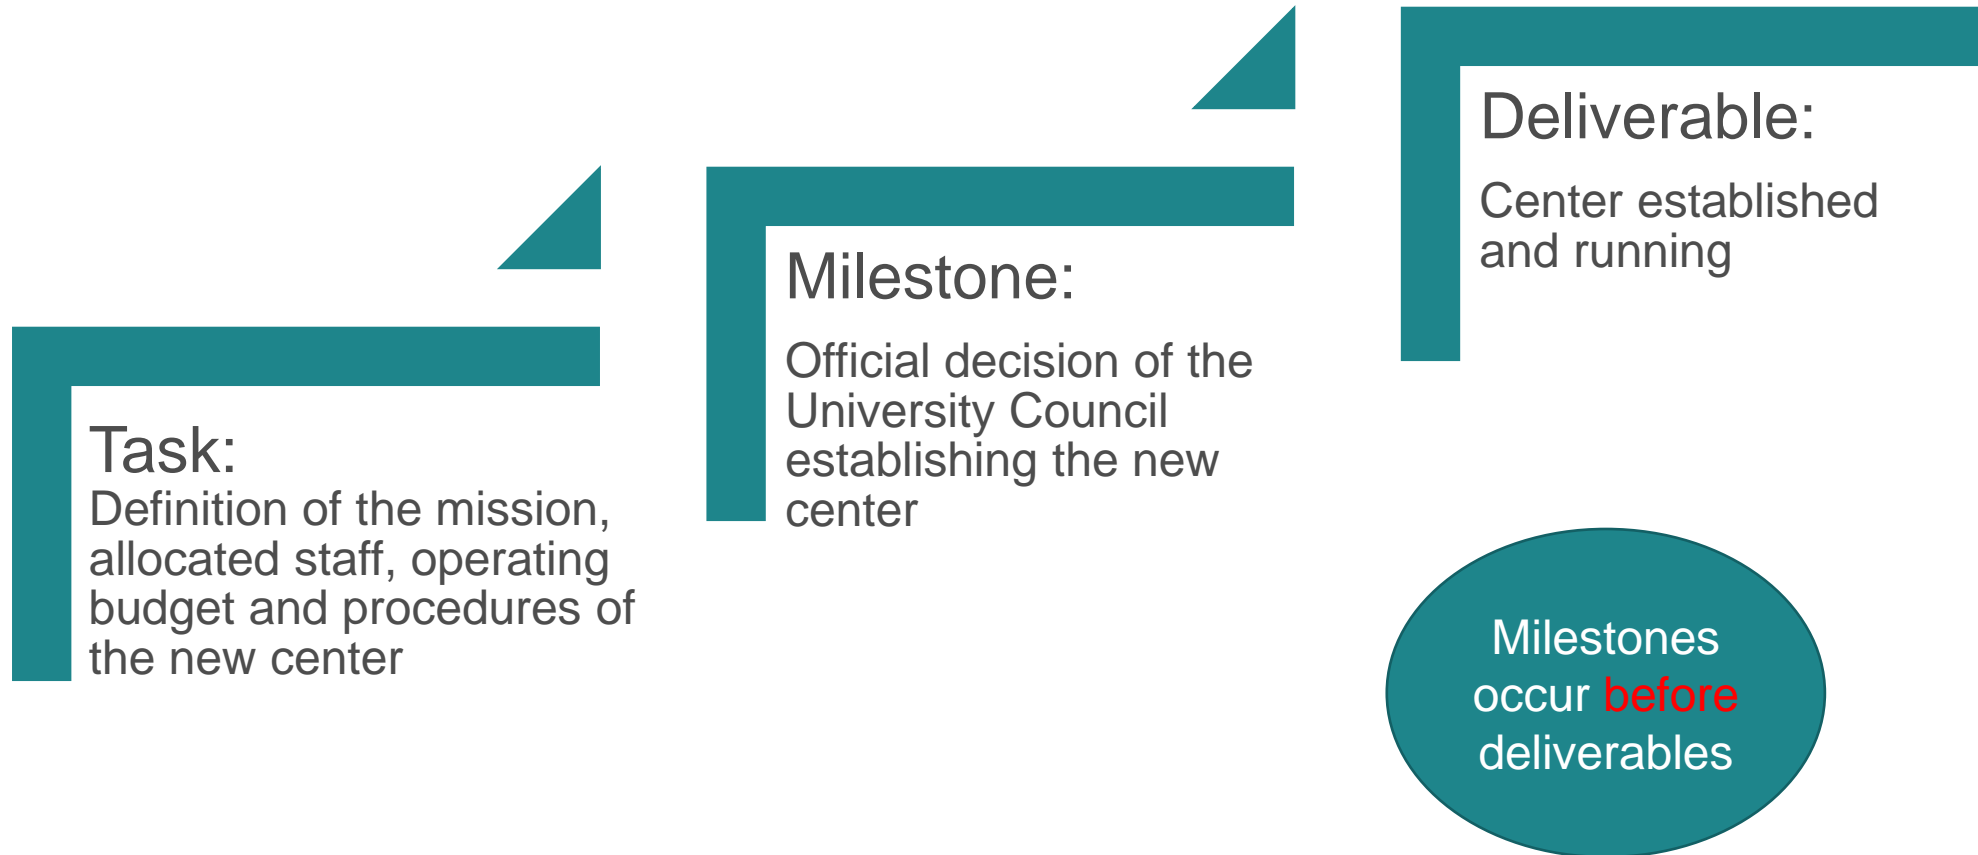 Task:
Definition of the mission,
allocated staff, operating
budget and procedures of
the new center
Milestone:
Official decision of the
University Council
establishing the new
center
Deliverable:
Center established
and running
Milestones
occur before
deliverables